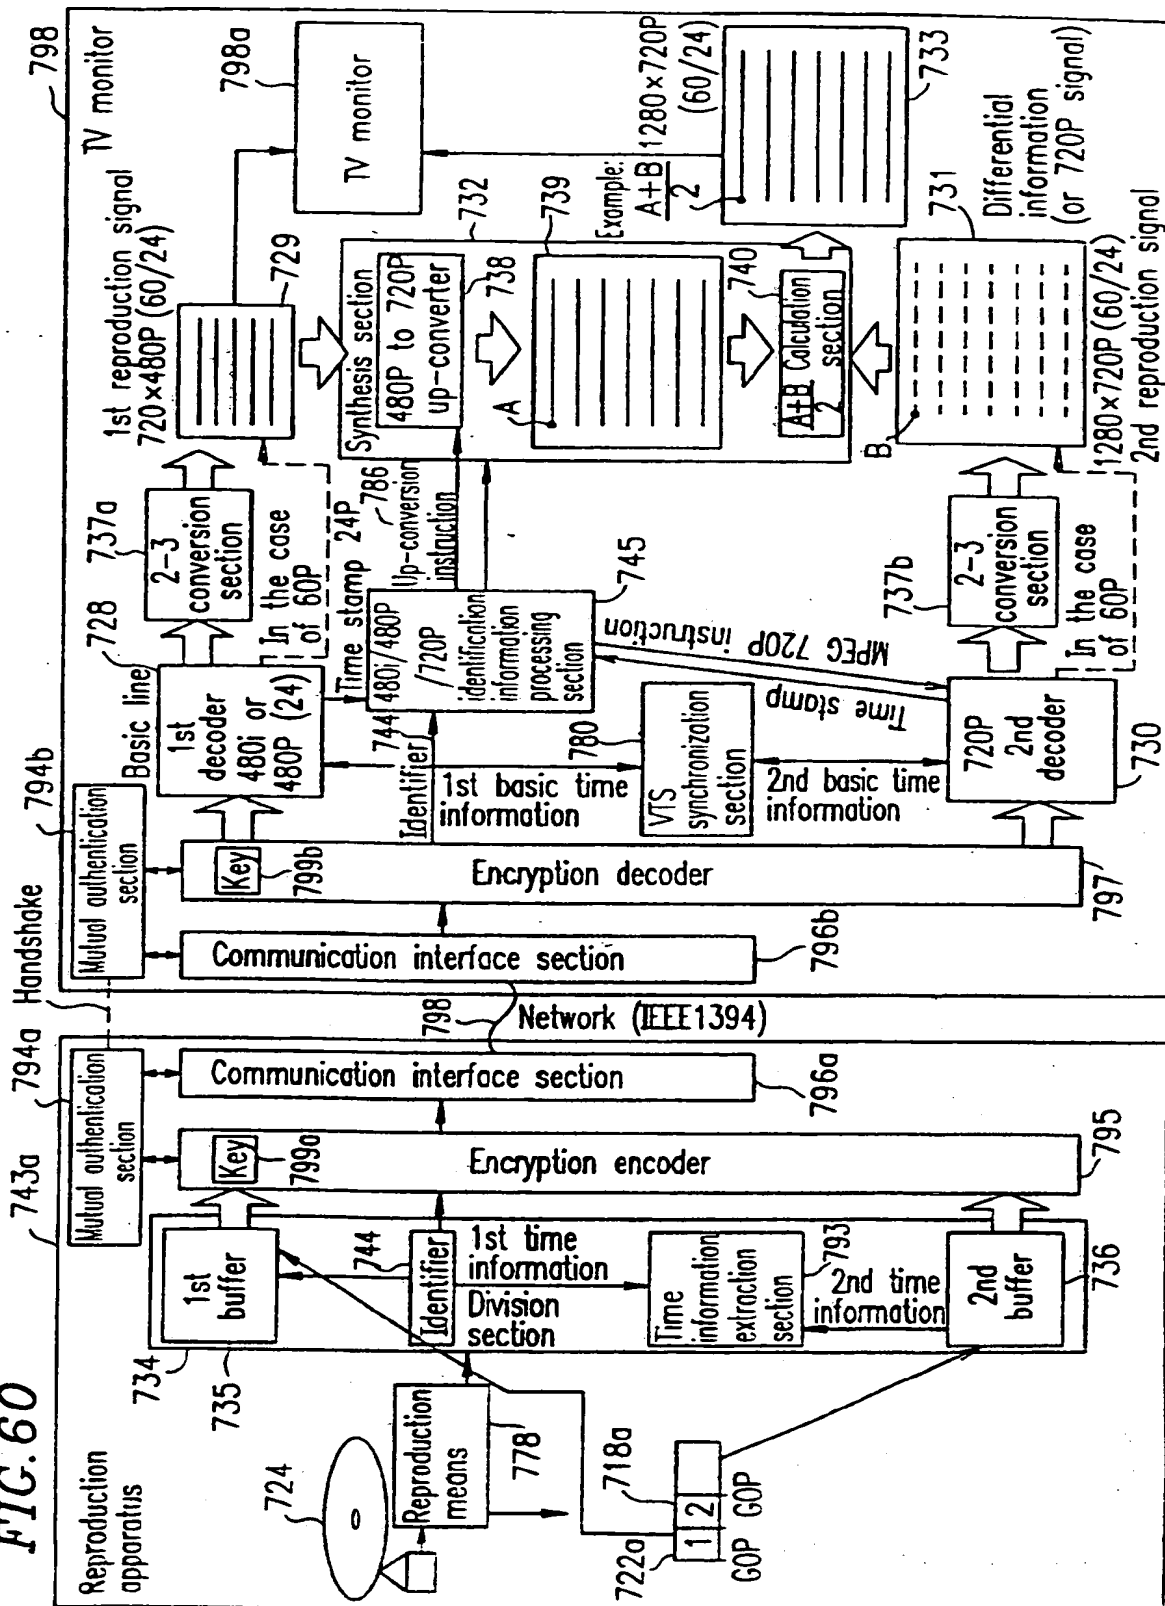 FIG. 60
Reproduction
apparatus
743a
794a
Handshake
794b
798
TV monitor
724
Reproduction
means
778
722a
1
2
718a
GOP
GOP
734
735
1st
buffer
744
Identifier
1st time
information
Division
section
Time
information
extraction
section
793
2nd time
information
2nd
buffer
736
Mutual authentication
section
Key
799a
Encryption encoder
795
Communication interface section
796a
798
Network (IEEE1394)
Mutual authentication
section
Communication interface section
796b
Key
799b
Encryption decoder
797
Basic line
728
1st
decoder
480i or
480P (24)
737a
2-3
conversion
section
In the case
of 60P
1st reproduction signal
720×480P (60/24)
729
798a
TV monitor
Time stamp 24P
744
Identifier
480i/480P
/720P
identification
information
processing
section
745
786
Up-conversion
instauction
Synthesis section
732
480P to 720P
up-converter
738
A
739
A+B
2
Calculation
section
740
Example:
A+B
2
1280×720P
(60/24)
733
1st basic time
information
780
VTS
synchronization
section
2nd basic time
information
MPEG 720P instruction
Time stamp
720P
2nd
decoder
730
737b
2-3
conversion
section
In the case
of 60P
B
731
Differential
information
(or 720P signal)
1280×720P (60/24)
2nd reproduction signal